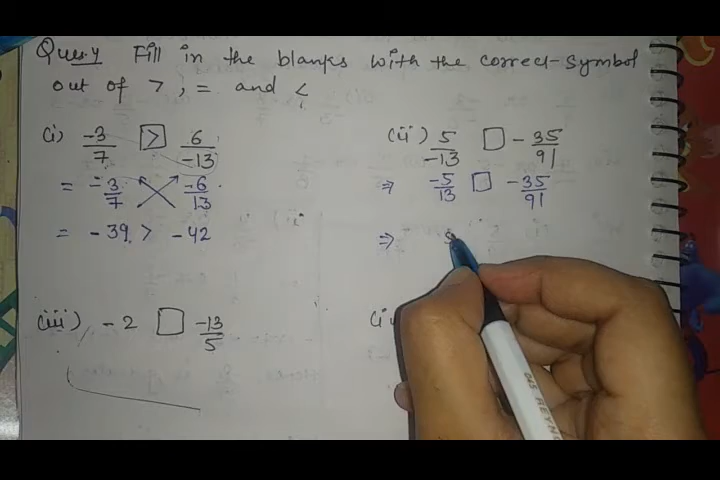 Ques4 Fill in the blanks with the correct symbol
out of >, = and <
(i) -3/7 [>] 6/-13
= -3/7 -6/13
= -39 > -42
(ii) 5/-13 □ -35/91
⇒ -5/13 □ -35/91
⇒
(iii) -2 □ -13/5